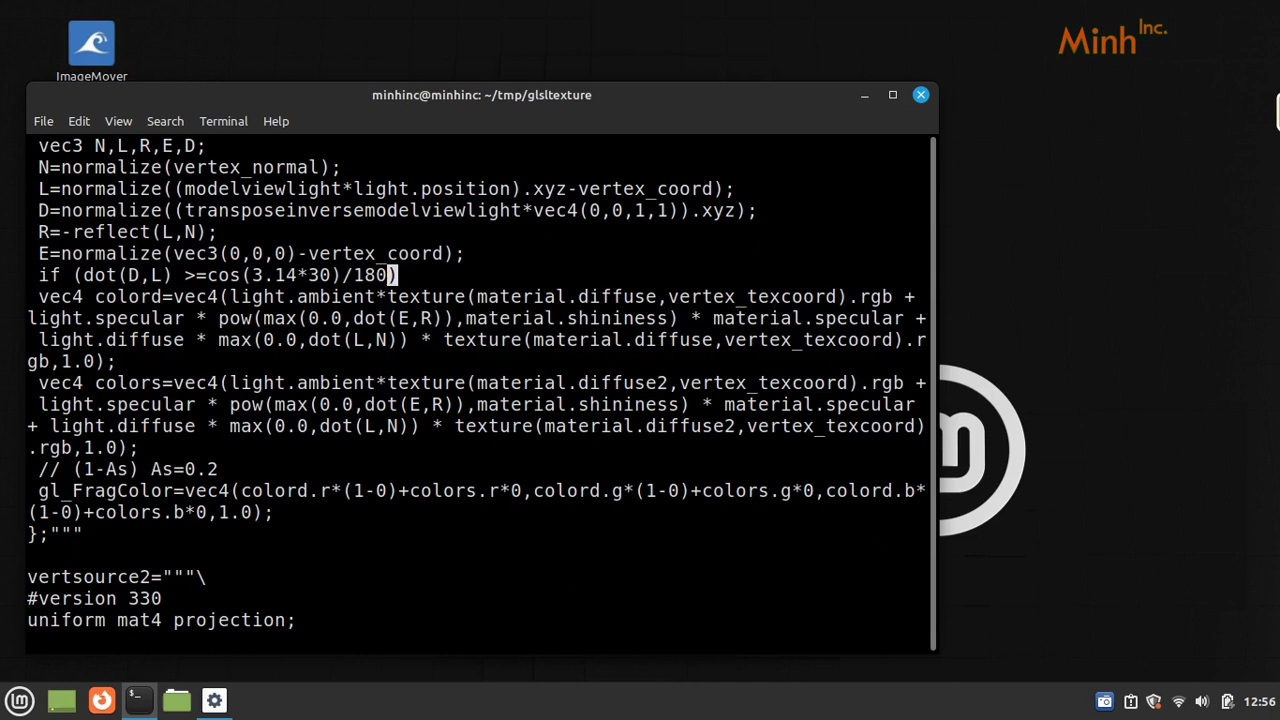 Minh Inc.
ImageMover
minhinc@minhinc: ~/tmp/glsltexture
File Edit View Search Terminal Help
vec3 N,L,R,E,D;
N=normalize(vertex_normal);
L=normalize((modelviewlight*light.position).xyz-vertex_coord);
D=normalize((transposeinversemodelviewlight*vec4(0,0,1,1)).xyz);
R=-reflect(L,N);
E=normalize(vec3(0,0,0)-vertex_coord);
if (dot(D,L) >=cos(3.14*30)/180)
vec4 colord=vec4(light.ambient*texture(material.diffuse,vertex_texcoord).rgb +
light.specular * pow(max(0.0,dot(E,R)),material.shininess) * material.specular +
light.diffuse * max(0.0,dot(L,N)) * texture(material.diffuse,vertex_texcoord).r
gb,1.0);
vec4 colors=vec4(light.ambient*texture(material.diffuse2,vertex_texcoord).rgb +
light.specular * pow(max(0.0,dot(E,R)),material.shininess) * material.specular
+ light.diffuse * max(0.0,dot(L,N)) * texture(material.diffuse2,vertex_texcoord)
.rgb,1.0);
// (1-As) As=0.2
gl_FragColor=vec4(colord.r*(1-0)+colors.r*0,colord.g*(1-0)+colors.g*0,colord.b*
(1-0)+colors.b*0,1.0);
};"""
vertsource2="""\
#version 330
uniform mat4 projection;
12:56